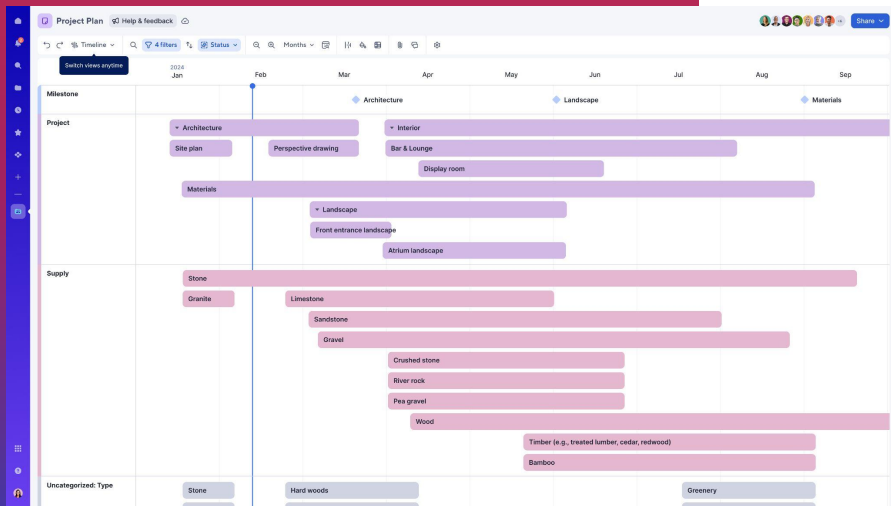 Project Plan
Help & feedback
Share
Timeline
4 filters
Status
Months
Switch views anytime
2024
Jan
Feb
Mar
Apr
May
Jun
Jul
Aug
Sep
Milestone
Architecture
Landscape
Materials
Project
Architecture
Interior
Site plan
Perspective drawing
Bar & Lounge
Display room
Materials
Landscape
Front entrance landscape
Atrium landscape
Supply
Stone
Granite
Limestone
Sandstone
Gravel
Crushed stone
River rock
Pea gravel
Wood
Timber (e.g., treated lumber, cedar, redwood)
Bamboo
Uncategorized: Type
Stone
Hard woods
Greenery